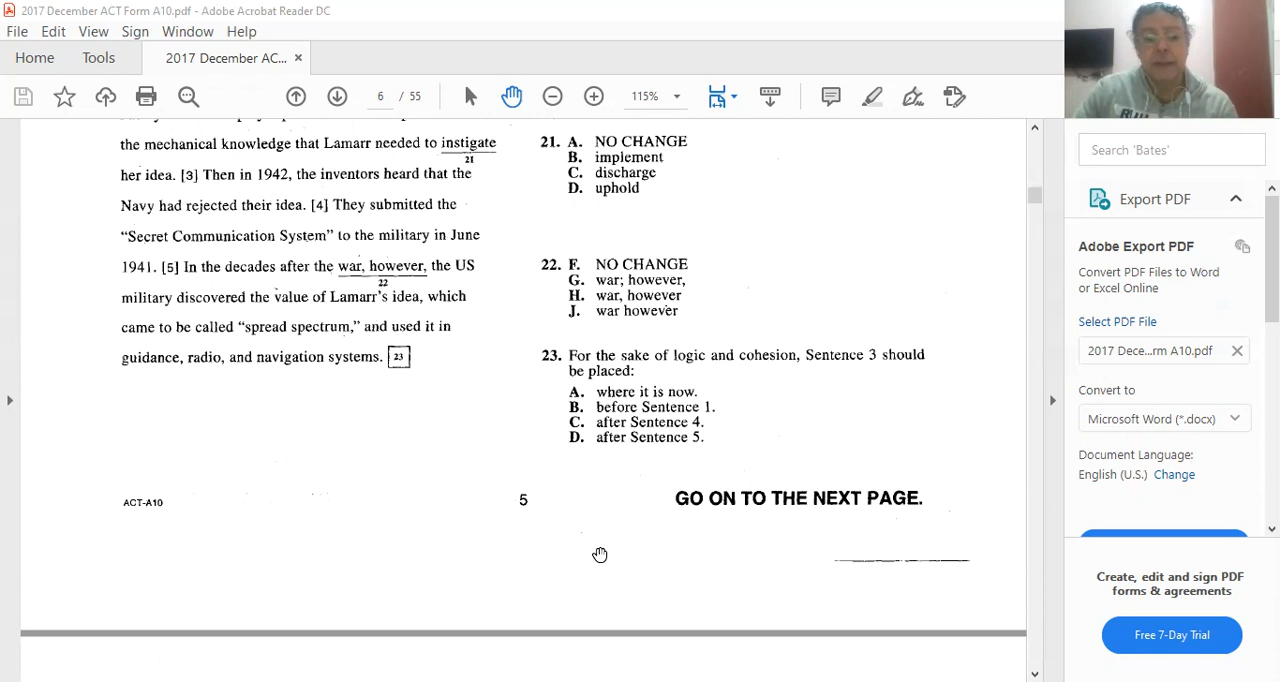 2017 December ACT Form A10.pdf - Adobe Acrobat Reader DC
File Edit View Sign Window Help
Home Tools 2017 December AC... ×
6 / 55 115%
the mechanical knowledge that Lamarr needed to instigate
21
her idea. [3] Then in 1942, the inventors heard that the
Navy had rejected their idea. [4] They submitted the
“Secret Communication System” to the military in June
1941. [5] In the decades after the war, however, the US
22
military discovered the value of Lamarr’s idea, which
came to be called “spread spectrum,” and used it in
guidance, radio, and navigation systems. 23
21. A. NO CHANGE
B. implement
C. discharge
D. uphold
22. F. NO CHANGE
G. war; however,
H. war, however
J. war however
23. For the sake of logic and cohesion, Sentence 3 should
be placed:
A. where it is now.
B. before Sentence 1.
C. after Sentence 4.
D. after Sentence 5.
ACT-A10
5
GO ON TO THE NEXT PAGE.
Search 'Bates'
Export PDF
Adobe Export PDF
Convert PDF Files to Word
or Excel Online
Select PDF File
2017 Dece...rm A10.pdf ×
Convert to
Microsoft Word (*.docx)
Document Language:
English (U.S.) Change
Create, edit and sign PDF
forms & agreements
Free 7-Day Trial